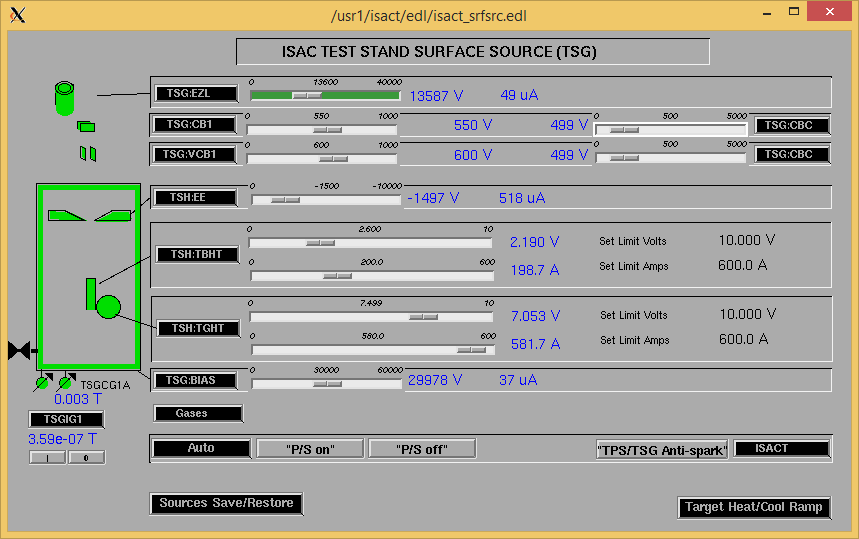 /usr1/isact/edl/isact_srfsrc.edl
ISAC TEST STAND SURFACE SOURCE (TSG)
TSG:EZL 0 13600 40000 13587 V 49 uA
TSG:CB1 0 550 1000 550 V 499 V 0 500 5000 TSG:CBC
TSG:VCB1 0 600 1000 600 V 499 V 0 500 5000 TSG:CBC
TSH:EE 0 -1500 -10000 -1497 V 518 uA
0 2.600 10 2.190 V Set Limit Volts 10.000 V
TSH:TBHT
0 200.0 600 198.7 A Set Limit Amps 600.0 A
0 7.499 10 7.053 V Set Limit Volts 10.000 V
TSH:TGHT
0 580.0 600 581.7 A Set Limit Amps 600.0 A
TSG:BIAS 0 30000 60000 29978 V 37 uA
TSGCG1A
0.003 T
TSGIG1
3.59e-07 T
I 0
Gases
Auto "P/S on" "P/S off" "TPS/TSG Anti-spark" ISACT
Sources Save/Restore Target Heat/Cool Ramp